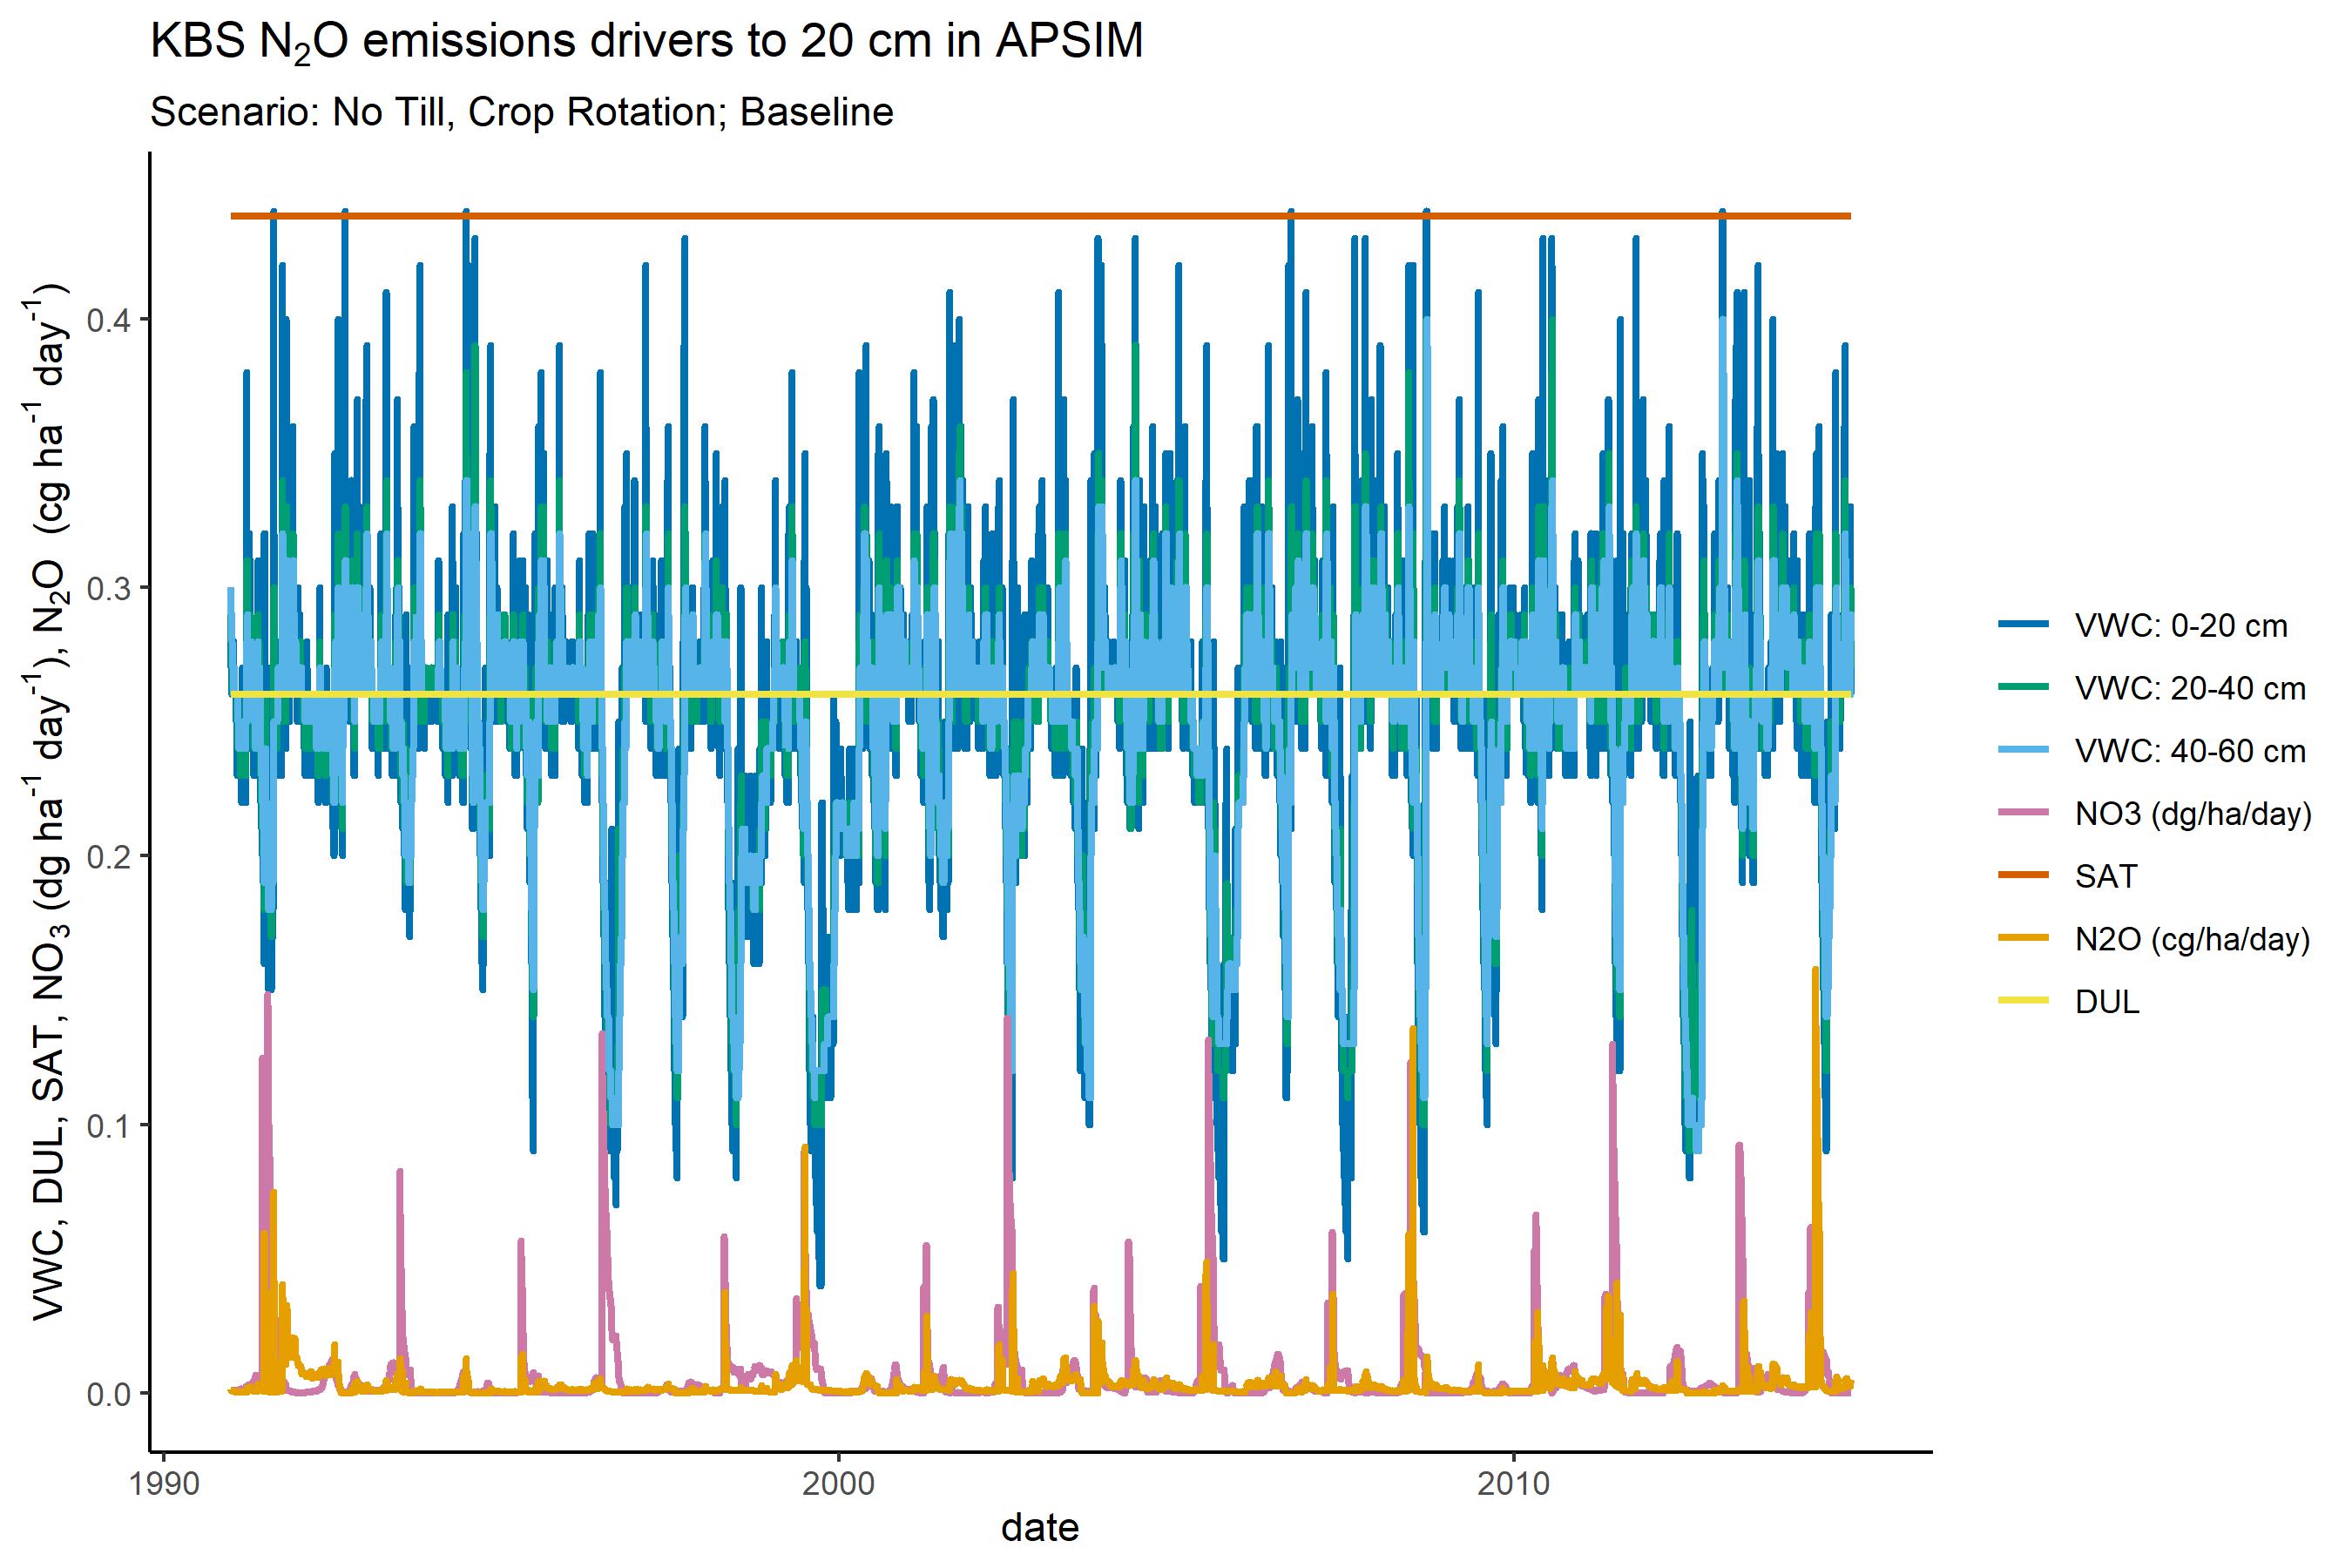 KBS N₂O emissions drivers to 20 cm in APSIM
Scenario: No Till, Crop Rotation; Baseline
VWC, DUL, SAT, NO₃ (dg ha⁻¹ day⁻¹), N₂O (cg ha⁻¹ day⁻¹)
0.4
0.3
0.2
0.1
0.0
1990
2000
2010
date
VWC: 0-20 cm
VWC: 20-40 cm
VWC: 40-60 cm
NO3 (dg/ha/day)
SAT
N2O (cg/ha/day)
DUL